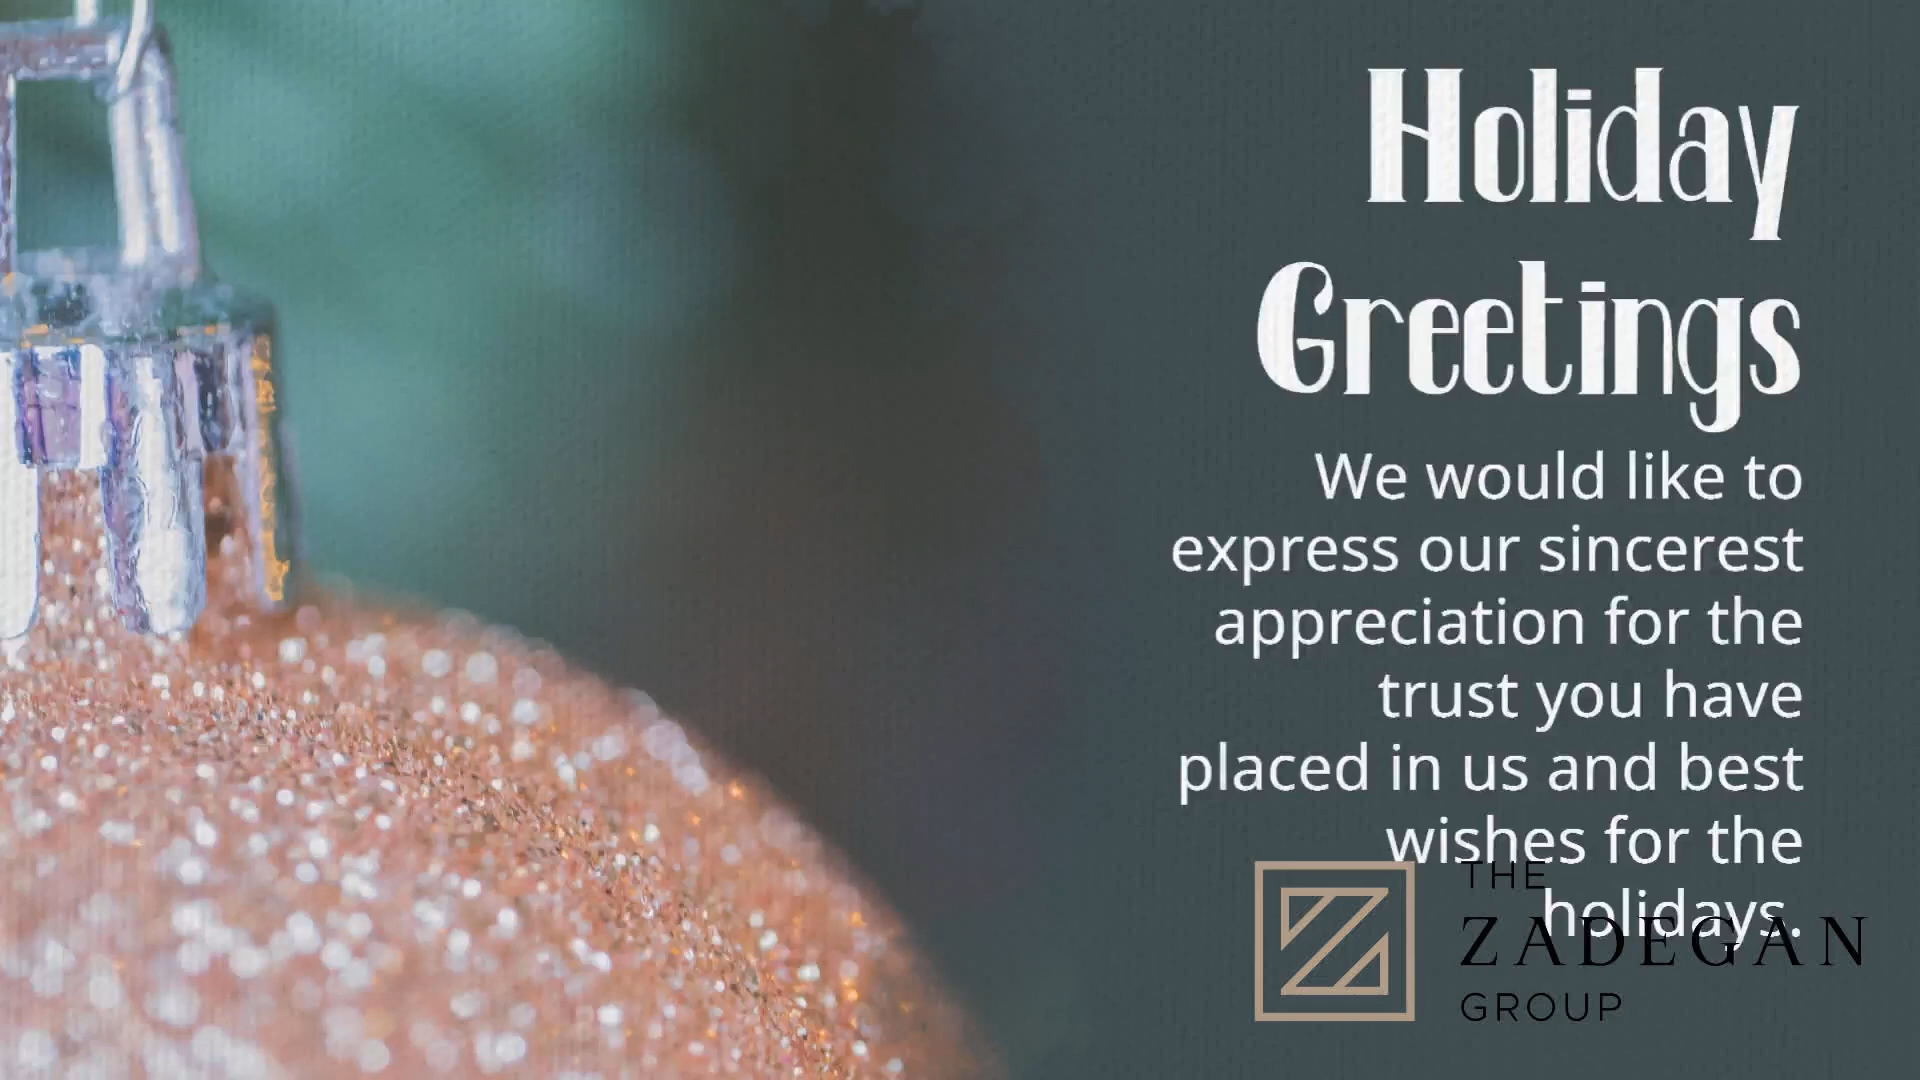 Holiday
Greetings
We would like to
express our sincerest
appreciation for the
trust you have
placed in us and best
wishes for the
holidays.
THE
ZADEGAN
GROUP